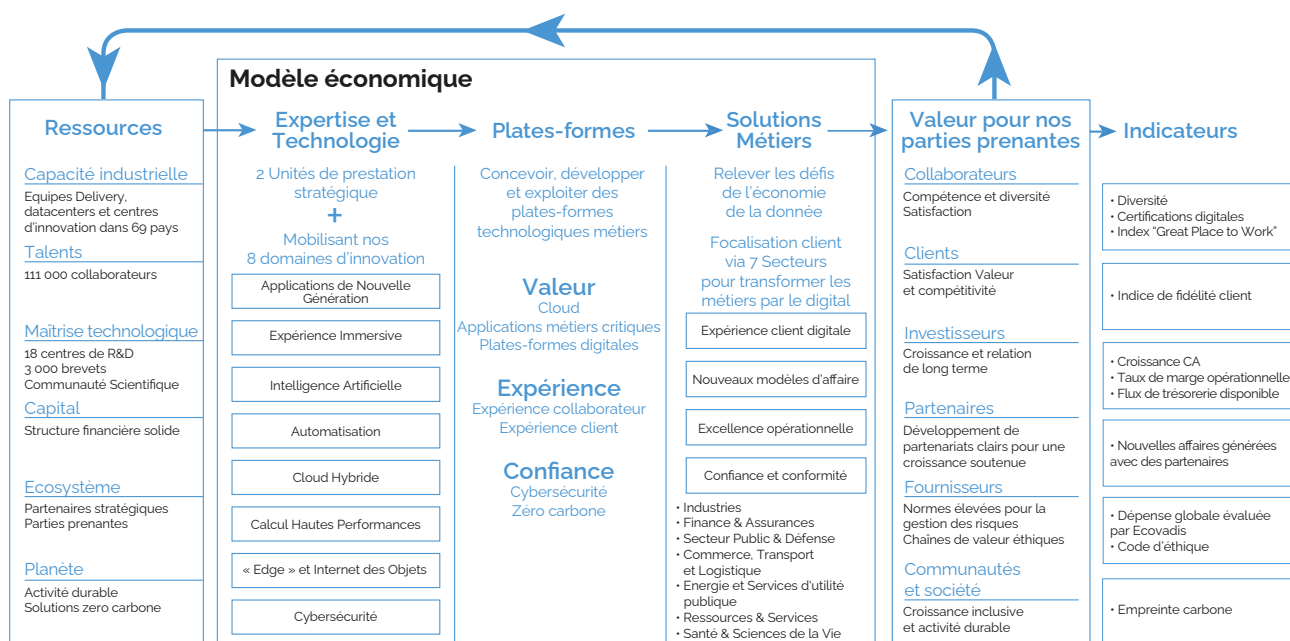 Modèle économique
Ressources
Capacité industrielle
Equipes Delivery,
datacenters et centres
d'innovation dans 69 pays
Talents
111 000 collaborateurs
Maîtrise technologique
18 centres de R&D
3 000 brevets
Communauté Scientifique
Capital
Structure financière solide
Ecosystème
Partenaires stratégiques
Parties prenantes
Planète
Activité durable
Solutions zero carbone
Expertise et
Technologie
2 Unités de prestation
stratégique
+
Mobilisant nos
8 domaines d'innovation
Applications de Nouvelle
Génération
Expérience Immersive
Intelligence Artificielle
Automatisation
Cloud Hybride
Calcul Hautes Performances
« Edge » et Internet des Objets
Cybersécurité
Plates-formes
Concevoir, développer
et exploiter des
plates-formes
technologiques métiers
Valeur
Cloud
Applications métiers critiques
Plates-formes digitales
Expérience
Expérience collaborateur
Expérience client
Confiance
Cybersécurité
Zéro carbone
Solutions
Métiers
Relever les défis
de l'économie
de la donnée
Focalisation client
via 7 Secteurs
pour transformer les
métiers par le digital
Expérience client digitale
Nouveaux modèles d'affaire
Excellence opérationnelle
Confiance et conformité
• Industries
• Finance & Assurances
• Secteur Public & Défense
• Commerce, Transport
et Logistique
• Energie et Services d'utilité
publique
• Ressources & Services
• Santé & Sciences de la Vie
Valeur pour nos
parties prenantes
Collaborateurs
Compétence et diversité
Satisfaction
Clients
Satisfaction Valeur
et compétitivité
Investisseurs
Croissance et relation
de long terme
Partenaires
Développement de
partenariats clairs pour une
croissance soutenue
Fournisseurs
Normes élevées pour la
gestion des risques
Chaînes de valeur éthiques
Communautés
et société
Croissance inclusive
et activité durable
Indicateurs
• Diversité
• Certifications digitales
• Index "Great Place to Work"
• Indice de fidélité client
• Croissance CA
• Taux de marge opérationnelle
• Flux de trésorerie disponible
• Nouvelles affaires générées
avec des partenaires
• Dépense globale évaluée
par Ecovadis
• Code d'éthique
• Empreinte carbone